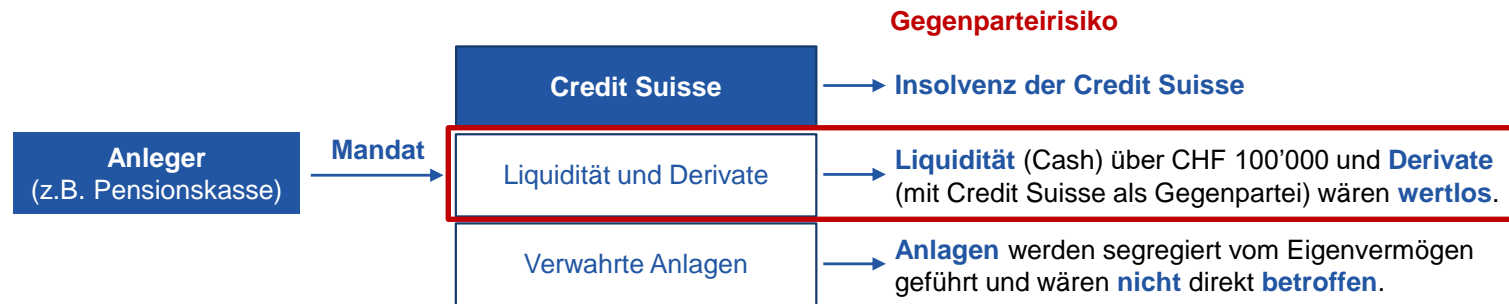 Gegenparteirisiko
Credit Suisse
Insolvenz der Credit Suisse
Anleger
(z.B. Pensionskasse)
Mandat
Liquidität und Derivate
Liquidität (Cash) über CHF 100'000 und Derivate
(mit Credit Suisse als Gegenpartei) wären wertlos.
Verwahrte Anlagen
Anlagen werden segregiert vom Eigenvermögen
geführt und wären nicht direkt betroffen.